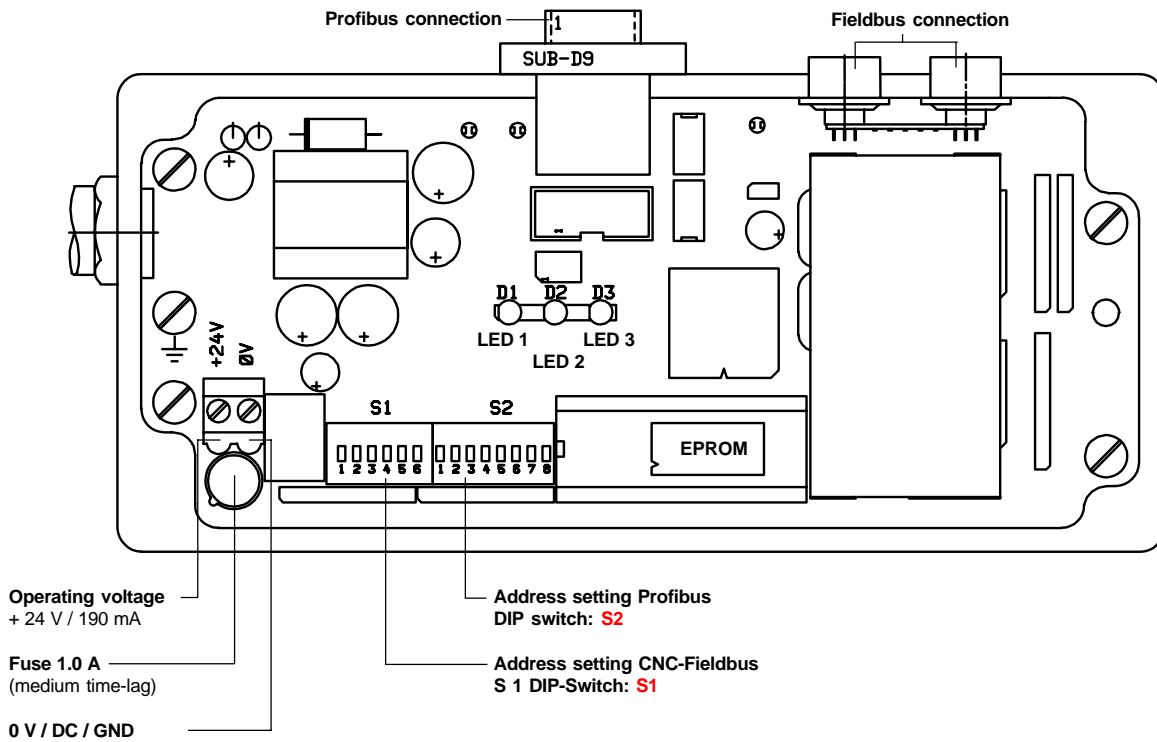 Profibus connection
Fieldbus connection
1
SUB-D9
1
1
D1 D2 D3
LED 1 LED 3
LED 2
+24V
0V
S1 S2
1 2 3 4 5 6 1 2 3 4 5 6 7 8
EPROM
Operating voltage
+ 24 V / 190 mA
Fuse 1.0 A
(medium time-lag)
0 V / DC / GND
Address setting Profibus
DIP switch: S2
Address setting CNC-Fieldbus
S 1 DIP-Switch: S1